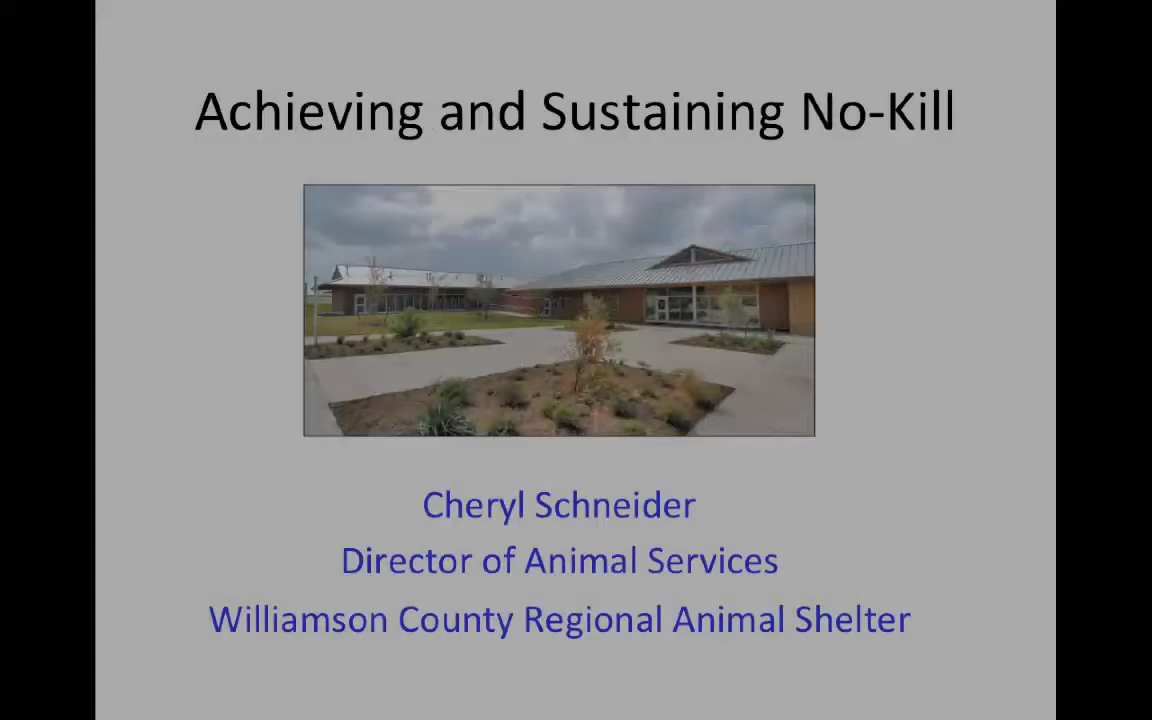 Achieving and Sustaining No-Kill
Cheryl Schneider
Director of Animal Services
Williamson County Regional Animal Shelter